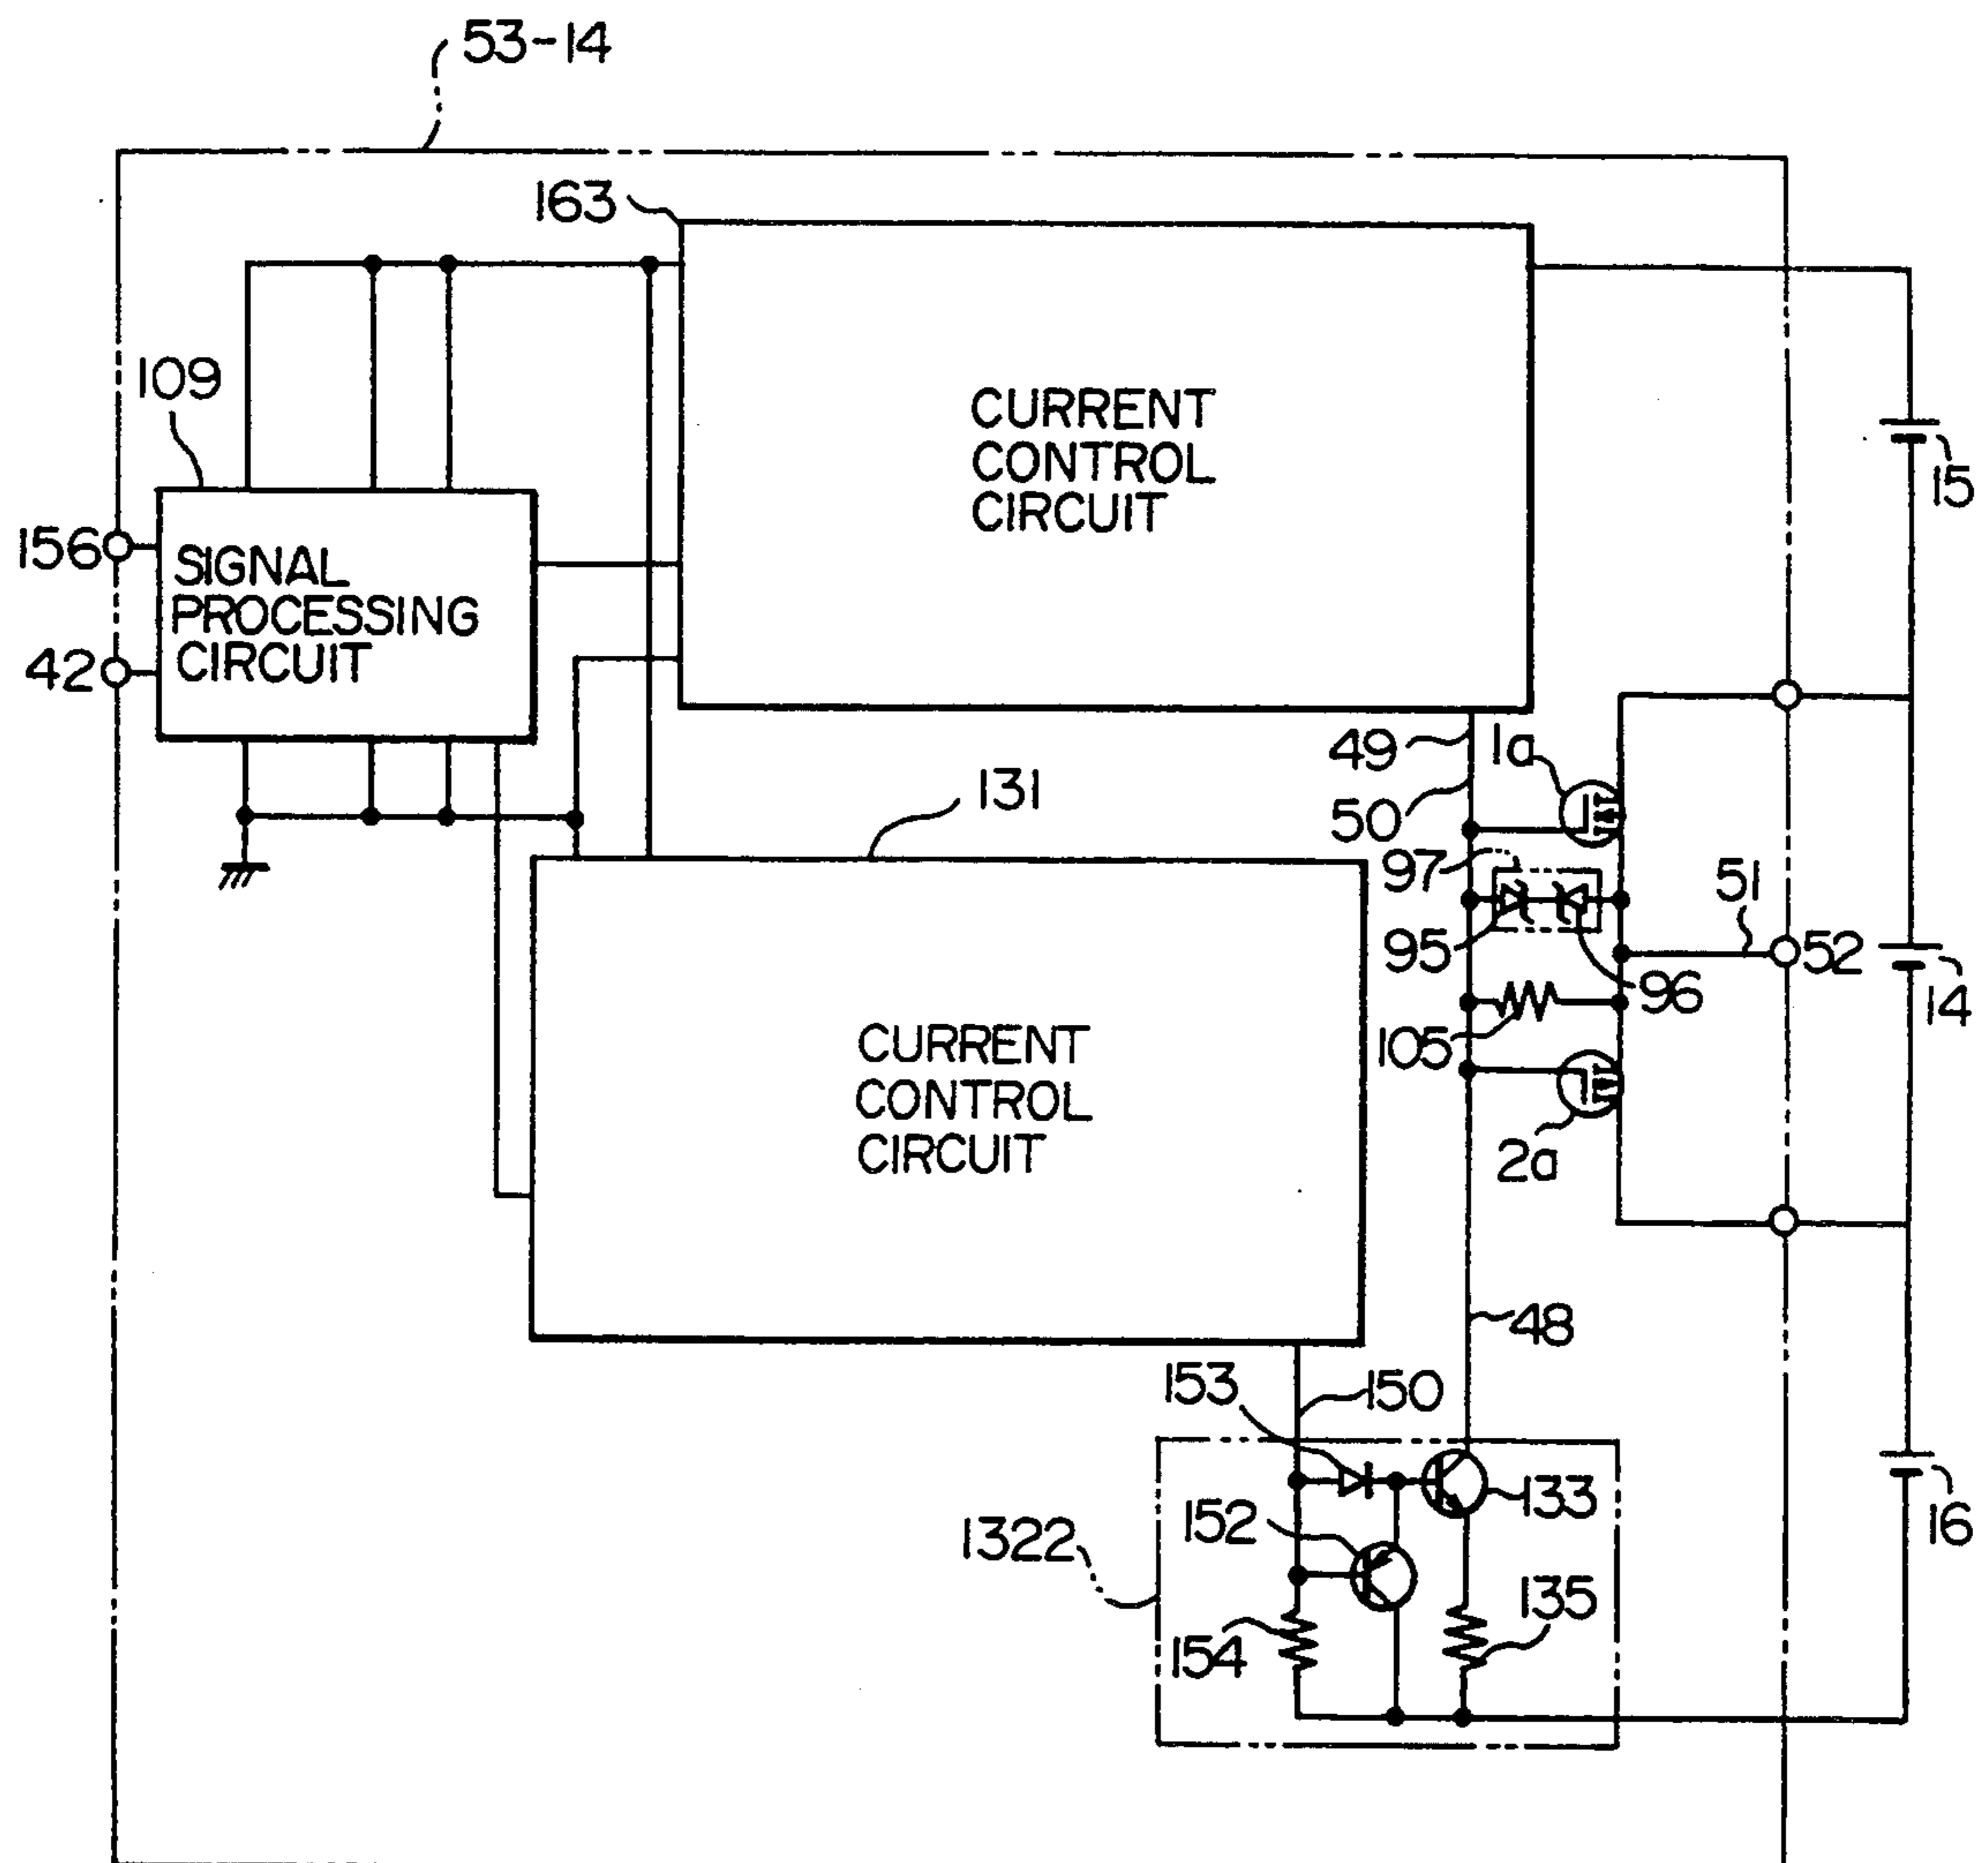 53-14
163
109
CURRENT
CONTROL
CIRCUIT
15
156
SIGNAL
PROCESSING
CIRCUIT
42
49
1a
131
50
97
51
95
52
96
14
105
CURRENT
CONTROL
CIRCUIT
2a
48
153
150
152
133
1322
16
135
154